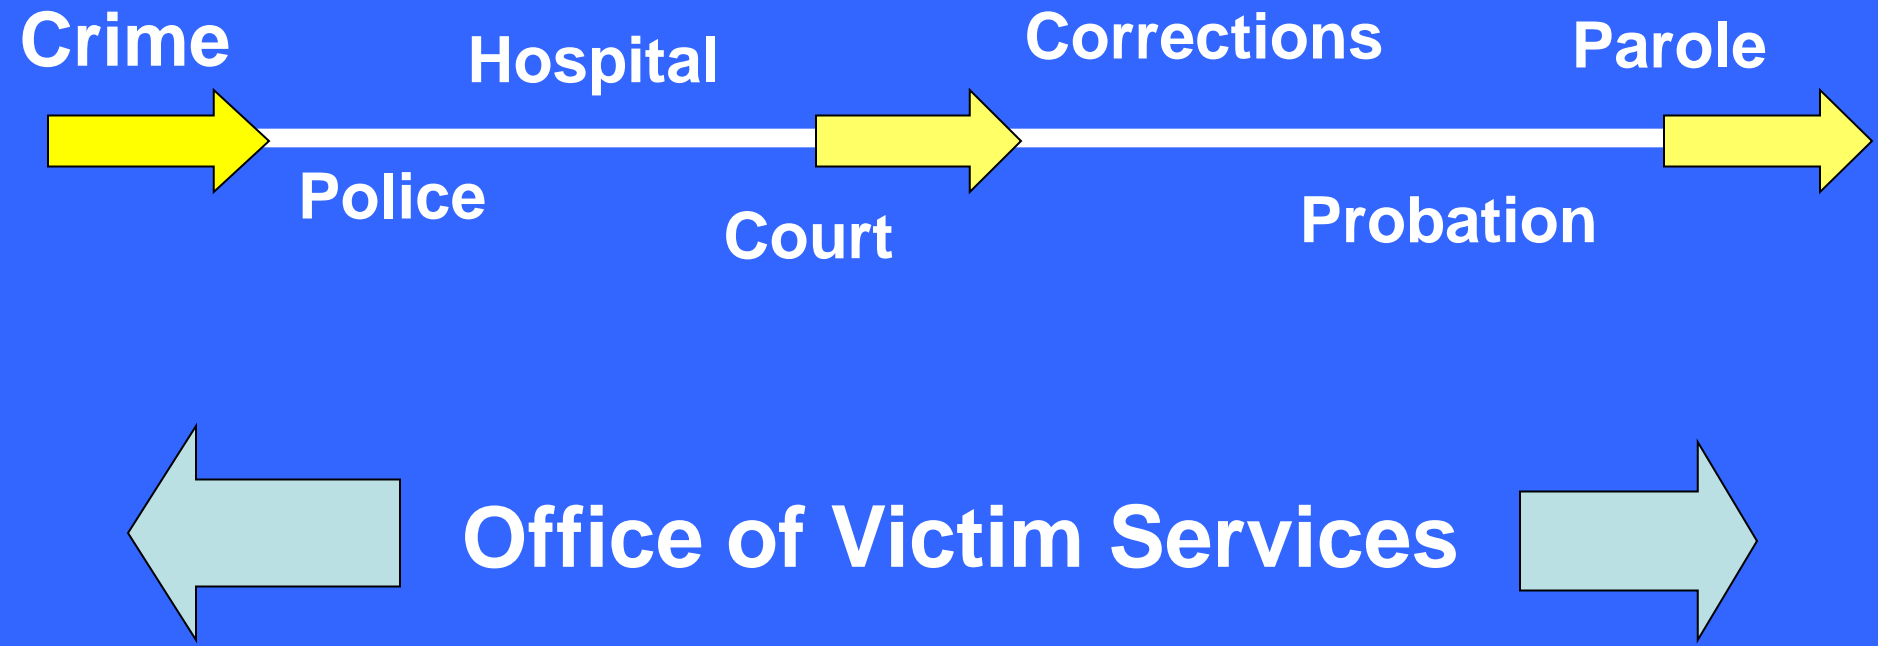 Crime
Hospital
Corrections
Parole
Police
Court
Probation
Office of Victim Services